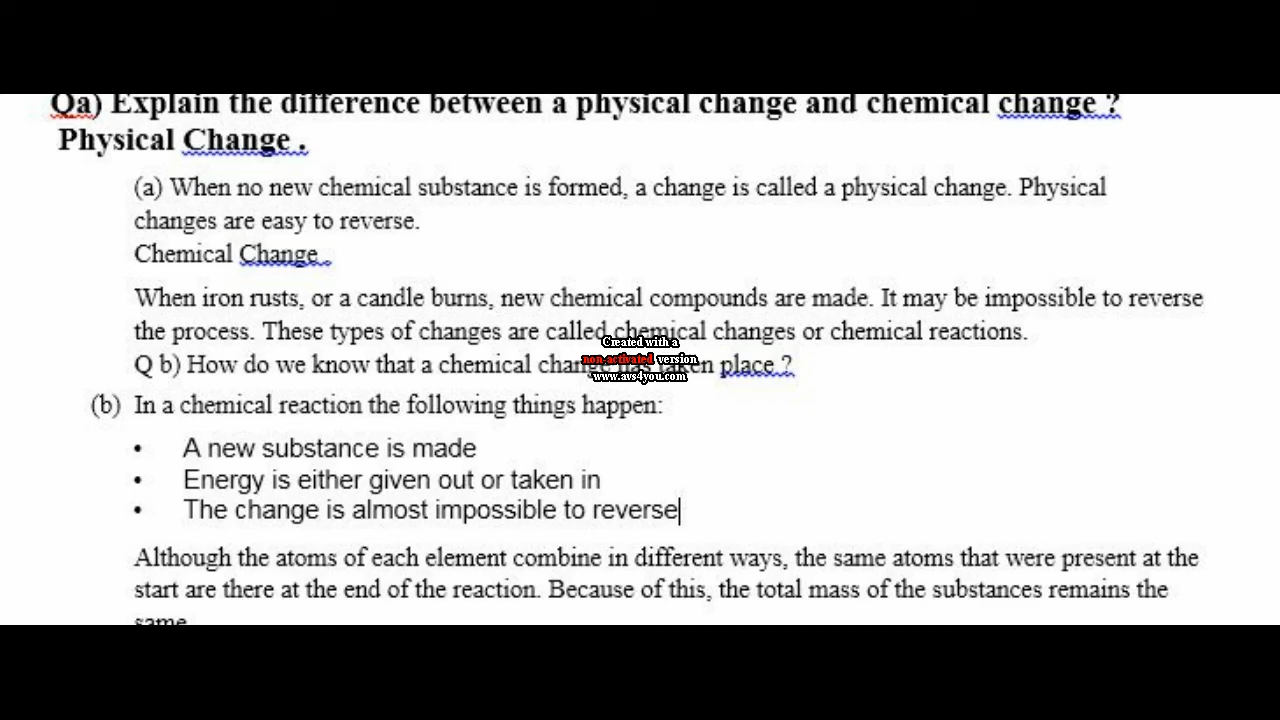 Qa) Explain the difference between a physical change and chemical change ?
Physical Change .
(a) When no new chemical substance is formed, a change is called a physical change. Physical
changes are easy to reverse.
Chemical Change .
When iron rusts, or a candle burns, new chemical compounds are made. It may be impossible to reverse
the process. These types of changes are called chemical changes or chemical reactions.
Created with a
non-activated version
www.avs4you.com
Q b) How do we know that a chemical change has taken place ?
(b) In a chemical reaction the following things happen:
• A new substance is made
• Energy is either given out or taken in
• The change is almost impossible to reverse
Although the atoms of each element combine in different ways, the same atoms that were present at the
start are there at the end of the reaction. Because of this, the total mass of the substances remains the
same